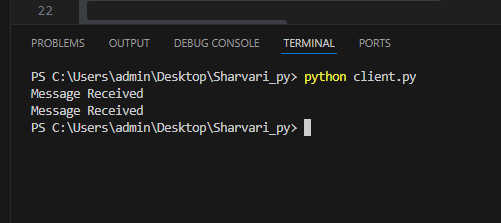 22
PROBLEMS OUTPUT DEBUG CONSOLE TERMINAL PORTS
PS C:\Users\admin\Desktop\Sharvari_py> python client.py
Message Received
Message Received
PS C:\Users\admin\Desktop\Sharvari_py>